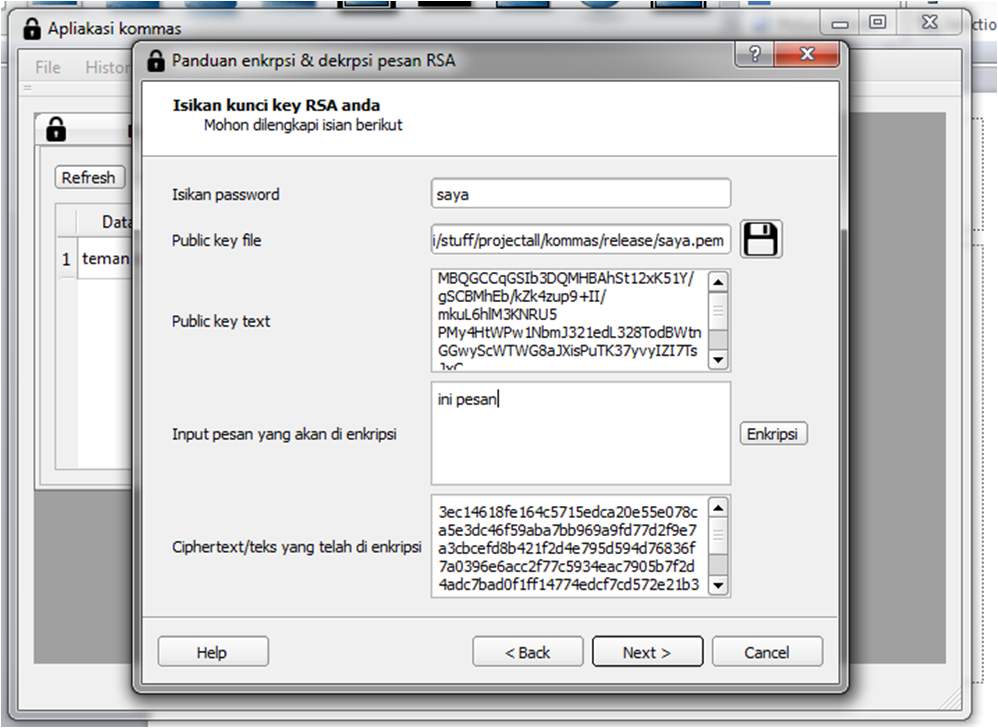 Apliakasi kommas
File Histor
Panduan enkrpsi & dekrpsi pesan RSA
Isikan kunci key RSA anda
Mohon dilengkapi isian berikut
Refresh
Data
1 teman
Isikan password
saya
Public key file
i/stuff/projectall/kommas/release/saya.pem
Public key text
MBQGCCqGSIb3DQMHBAhSt12xK51Y/
gSCBMhEb/kZk4zup9+II/
mkuL6hlM3KNRU5
PMy4HtWPw1NbmJ321edL328TodBWtn
GGwyScWTWG8aJXisPuTK37yvyIZI7Ts
Input pesan yang akan di enkripsi
ini pesan
Enkripsi
Ciphertext/teks yang telah di enkripsi
3ec14618fe164c5715edca20e55e078c
a5e3dc46f59aba7bb969a9fd77d2f9e7
a3cbcefd8b421f2d4e795d594d76836f
7a0396e6acc2f77c5934eac7905b7f2d
4adc7bad0f1ff14774edcf7cd572e21b3
Help
< Back
Next >
Cancel